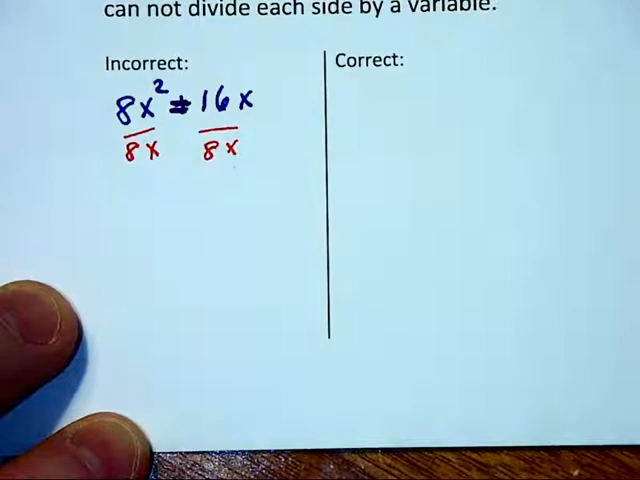 can not divide each side by a variable.
Incorrect:
Correct:
8x² = 16x
8x 8x